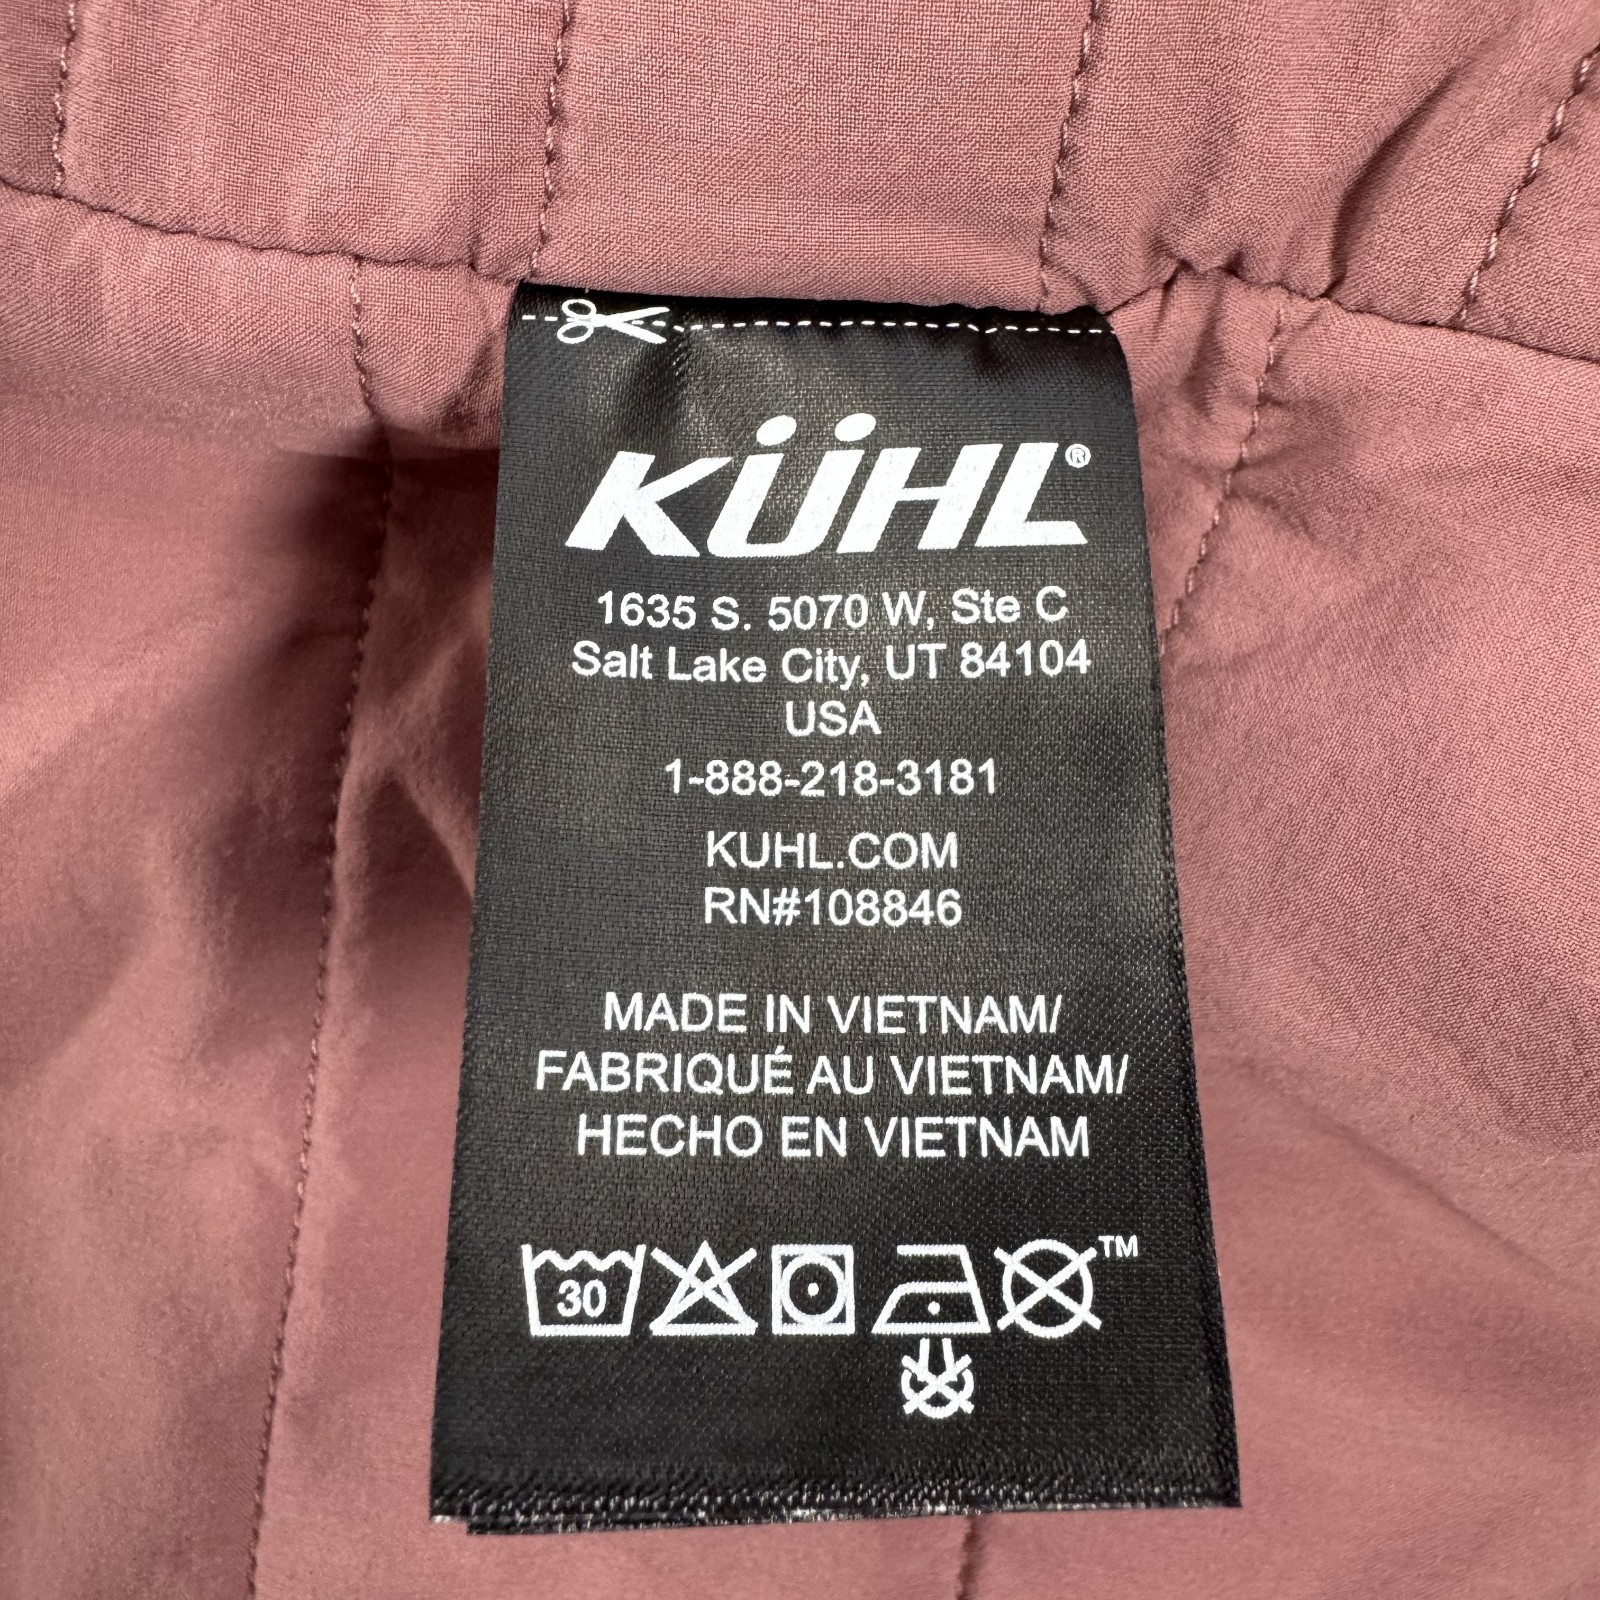 KÜHL®
1635 S. 5070 W, Ste C
Salt Lake City, UT 84104
USA
1-888-218-3181
KUHL.COM
RN#108846
MADE IN VIETNAM/
FABRIQUÉ AU VIETNAM/
HECHO EN VIETNAM
30
TM